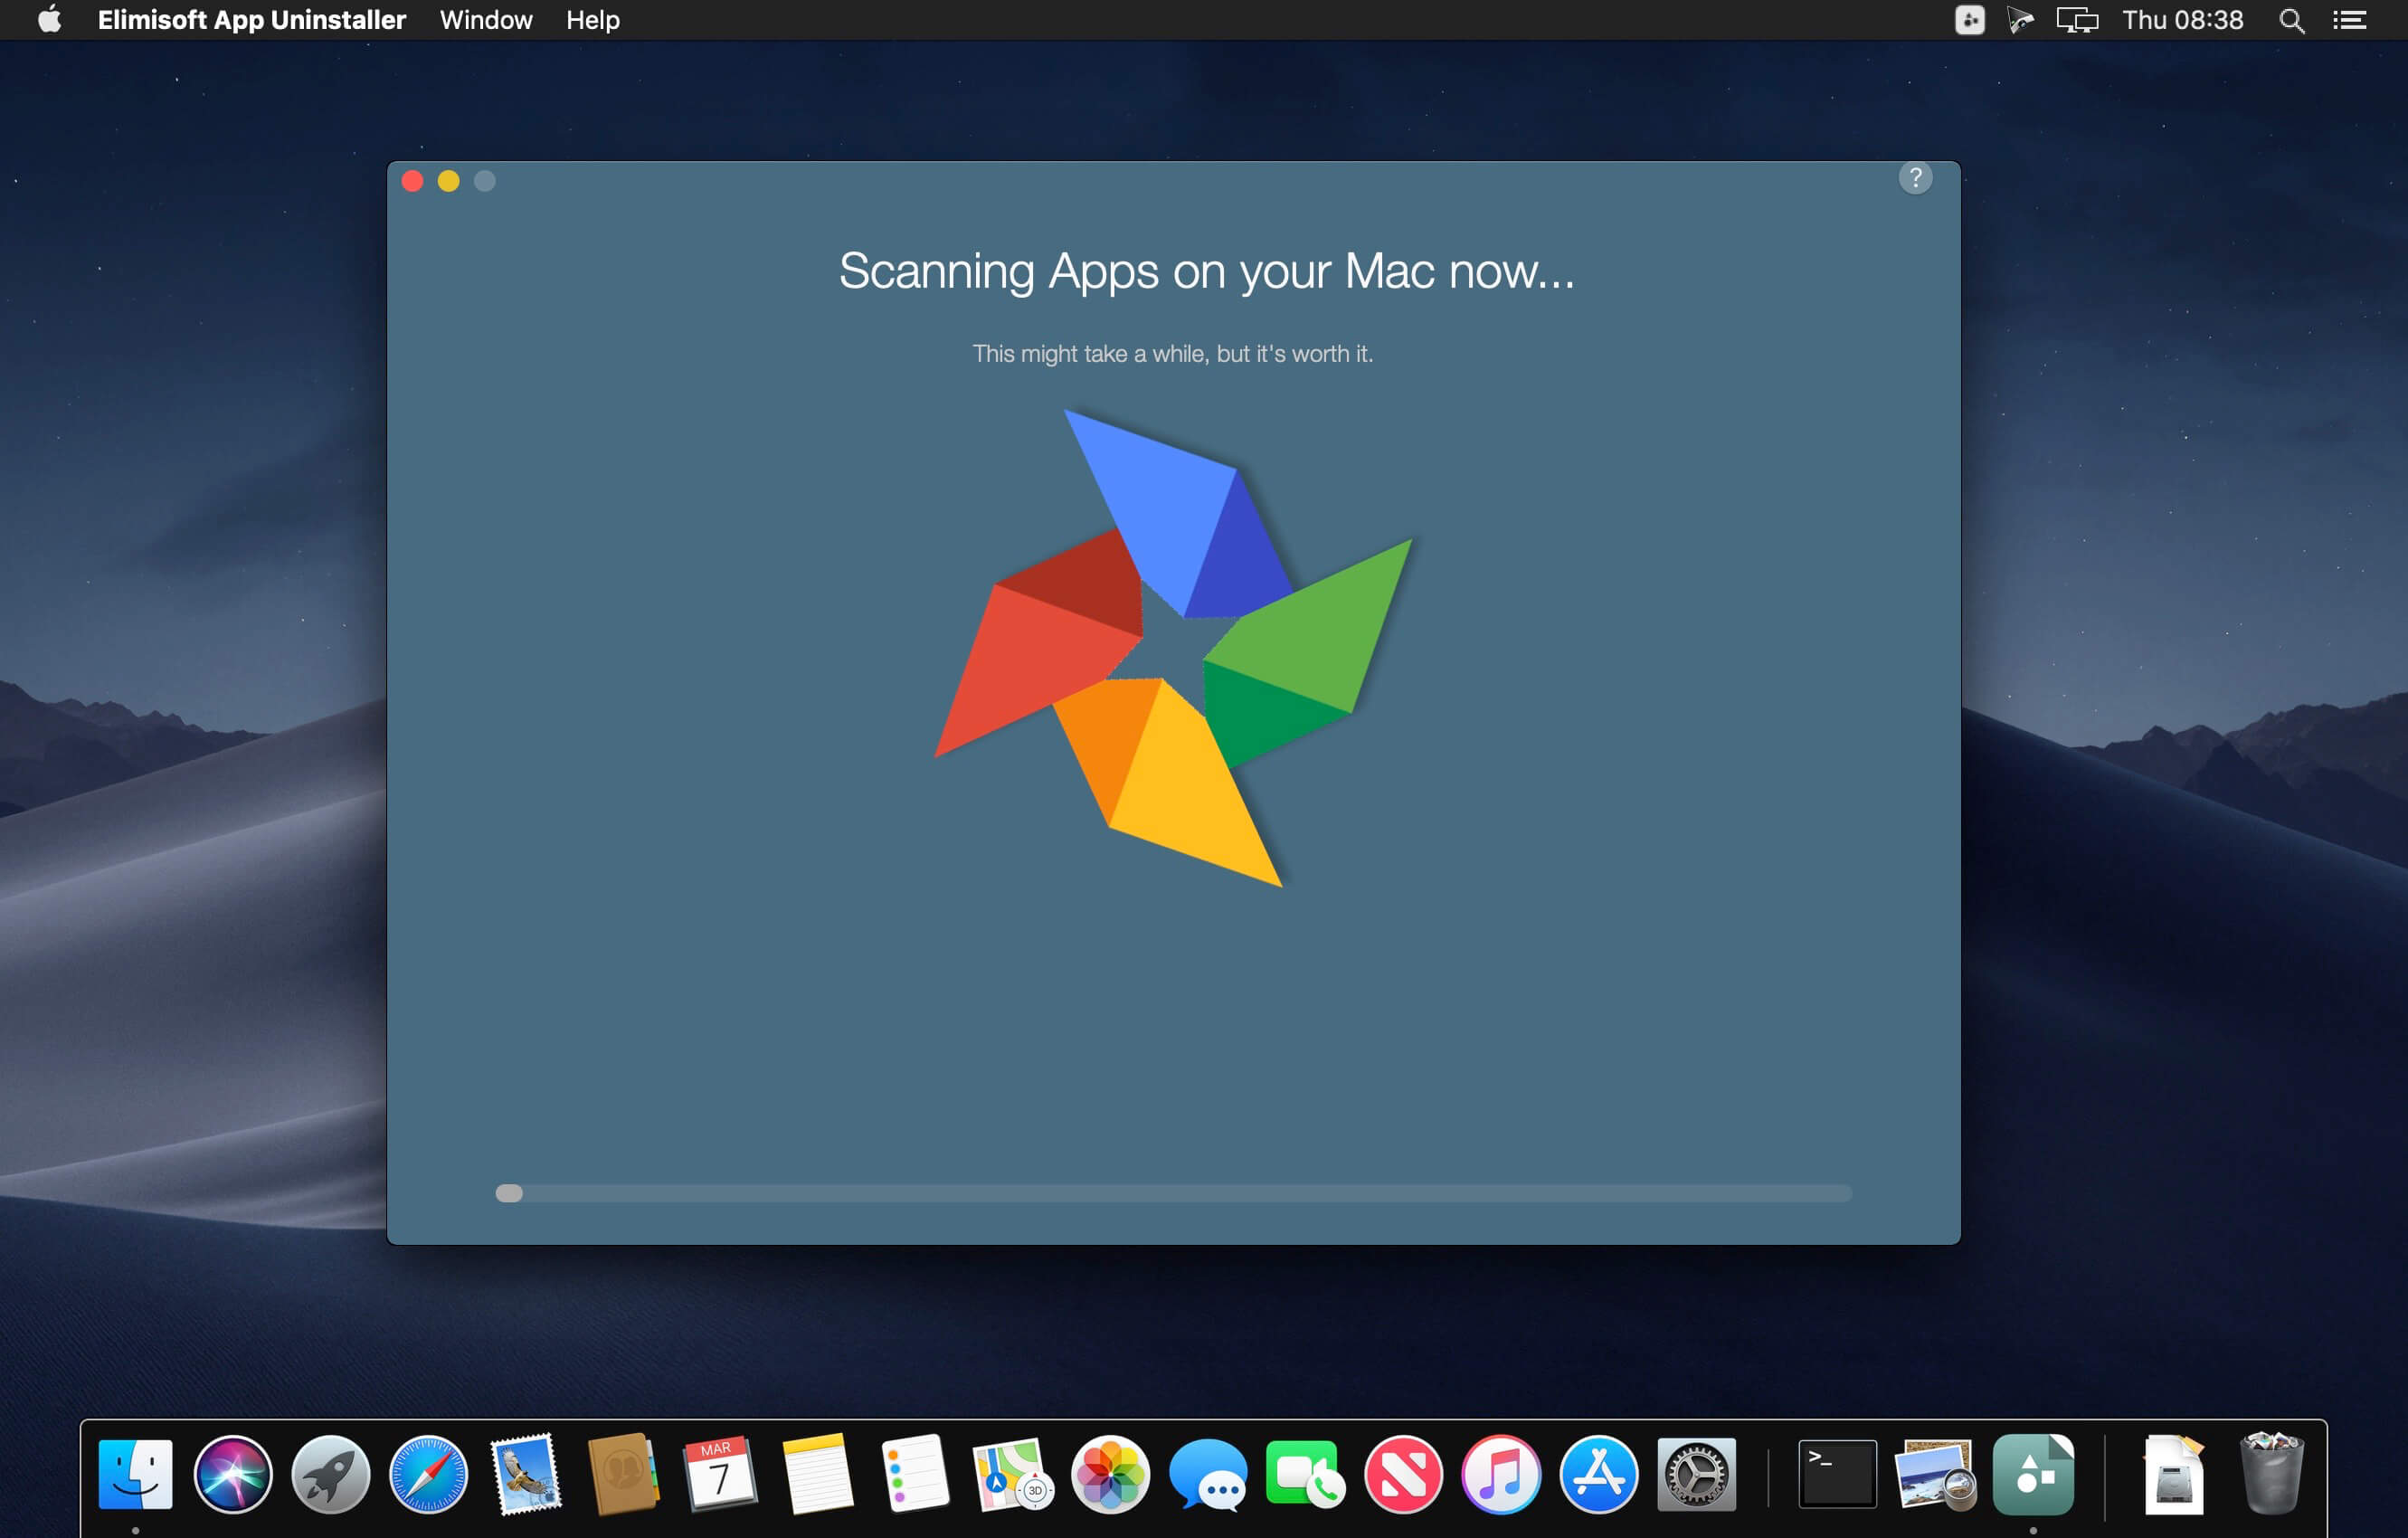 Elimisoft App Uninstaller Window Help Thu 08:38
?
Scanning Apps on your Mac now...
This might take a while, but it's worth it.
MAR
7
3D
>_